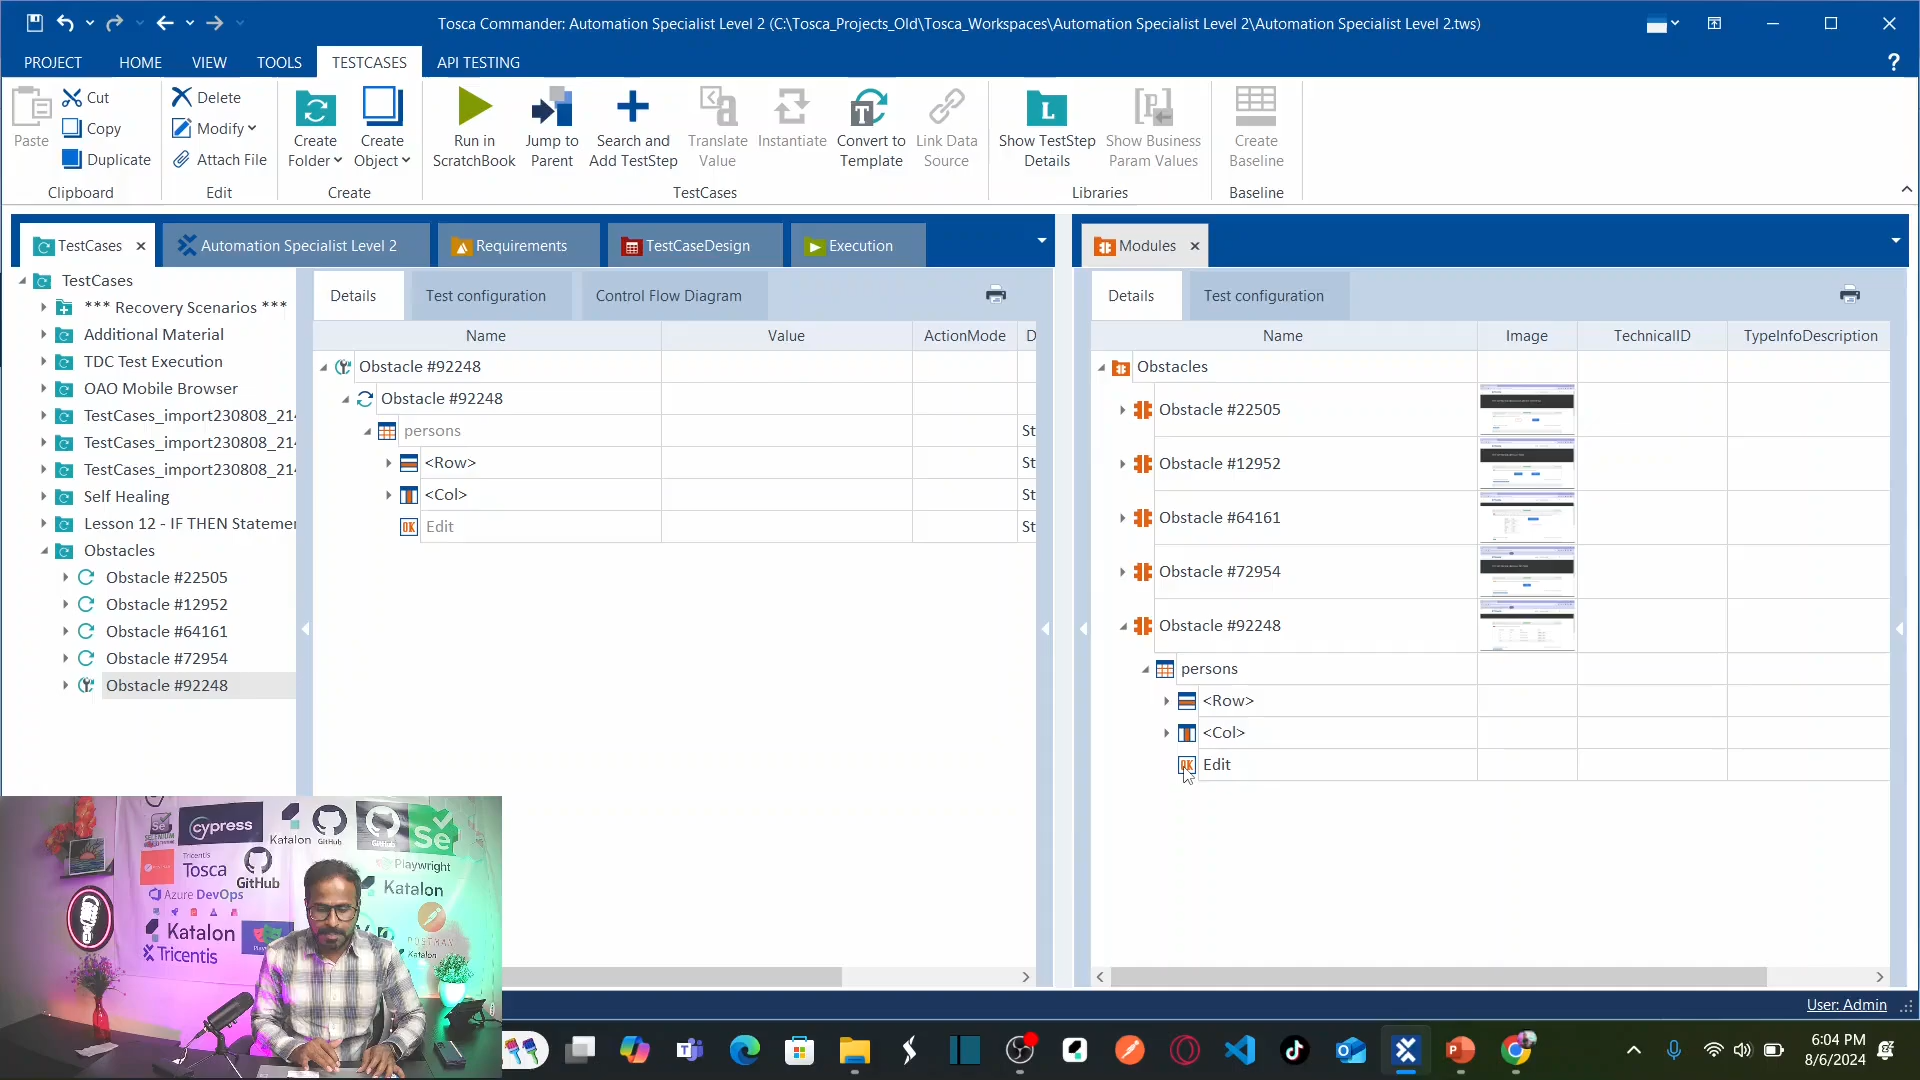 Tosca Commander: Automation Specialist Level 2 (C:\Tosca_Projects_Old\Tosca_Workspaces\Automation Specialist Level 2\Automation Specialist Level 2.tws)
PROJECT HOME VIEW TOOLS TESTCASES API TESTING ?
Paste Cut Copy Duplicate Clipboard
Delete Modify Attach File Edit
Create Folder Create Object Create
Run in ScratchBook Jump to Parent Search and Add TestStep Translate Value Instantiate Convert to Template Link Data Source TestCases
Show TestStep Details Show Business Param Values Libraries
Create Baseline Baseline
TestCases Automation Specialist Level 2 Requirements TestCaseDesign Execution
TestCases
*** Recovery Scenarios ***
Additional Material
TDC Test Execution
OAO Mobile Browser
TestCases_import230808_214
TestCases_import230808_214
TestCases_import230808_214
Self Healing
Lesson 12 - IF THEN Statemer
Obstacles
Obstacle #22505
Obstacle #12952
Obstacle #64161
Obstacle #72954
Obstacle #92248
Details Test configuration Control Flow Diagram
Name Value ActionMode D
Obstacle #92248
Obstacle #92248
persons
<Row> St
<Col> St
Edit St
Modules
Details Test configuration
Name Image TechnicalID TypeInfoDescription
Obstacles
Obstacle #22505
Obstacle #12952
Obstacle #64161
Obstacle #72954
Obstacle #92248
persons
<Row>
<Col>
Edit
cypress Katalon GitHub Se
Tricentis Tosca GitHub Playwright
Azure DevOps Katalon
Katalon POSTMAN
Tricentis Katalon
User: Admin
6:04 PM
8/6/2024